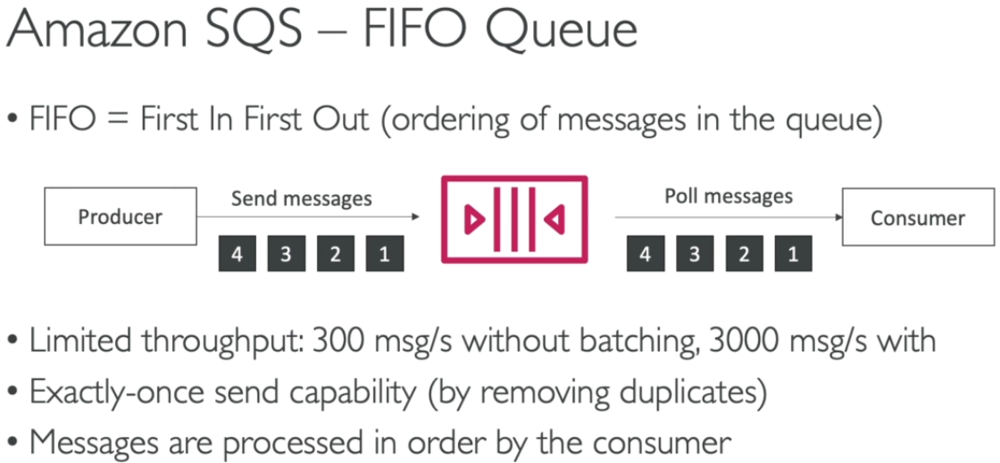 Amazon SQS – FIFO Queue
• FIFO = First In First Out (ordering of messages in the queue)
Producer
Send messages
4 3 2 1
Poll messages
4 3 2 1
Consumer
• Limited throughput: 300 msg/s without batching, 3000 msg/s with
• Exactly-once send capability (by removing duplicates)
• Messages are processed in order by the consumer